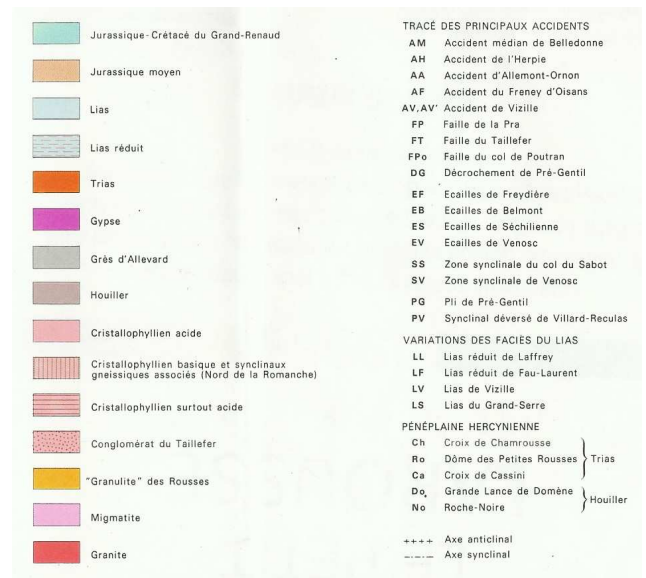 Jurassique-Crétacé du Grand-Renaud
Jurassique moyen
Lias
Lias réduit
Trias
Gypse
Grès d'Allevard
Houiller
Cristallophyllien acide
Cristallophyllien basique et synclinaux
gneissiques associés (Nord de la Romanche)
Cristallophyllien surtout acide
Conglomérat du Taillefer
"Granulite" des Rousses
Migmatite
Granite
TRACÉ DES PRINCIPAUX ACCIDENTS
AM Accident médian de Belledonne
AH Accident de l'Herpie
AA Accident d'Allemont-Ornon
AF Accident du Freney d'Oisans
AV,AV' Accident de Vizille
FP Faille de la Pra
FT Faille du Taillefer
FPo Faille du col de Poutran
DG Décrochement de Pré-Gentil
EF Ecailles de Freydière
EB Ecailles de Belmont
ES Ecailles de Séchilienne
EV Ecailles de Venosc
SS Zone synclinale du col du Sabot
SV Zone synclinale de Venosc
PG Pli de Pré-Gentil
PV Synclinal déversé de Villard-Reculas
VARIATIONS DES FACIÈS DU LIAS
LL Lias réduit de Laffrey
LF Lias réduit de Fau-Laurent
LV Lias de Vizille
LS Lias du Grand-Serre
PÉNÉPLAINE HERCYNIENNE
Ch Croix de Chamrousse
Ro Dôme des Petites Rousses Trias
Ca Croix de Cassini
Do Grande Lance de Domène
Houiller
No Roche-Noire
++++ Axe anticlinal
_._._ Axe synclinal